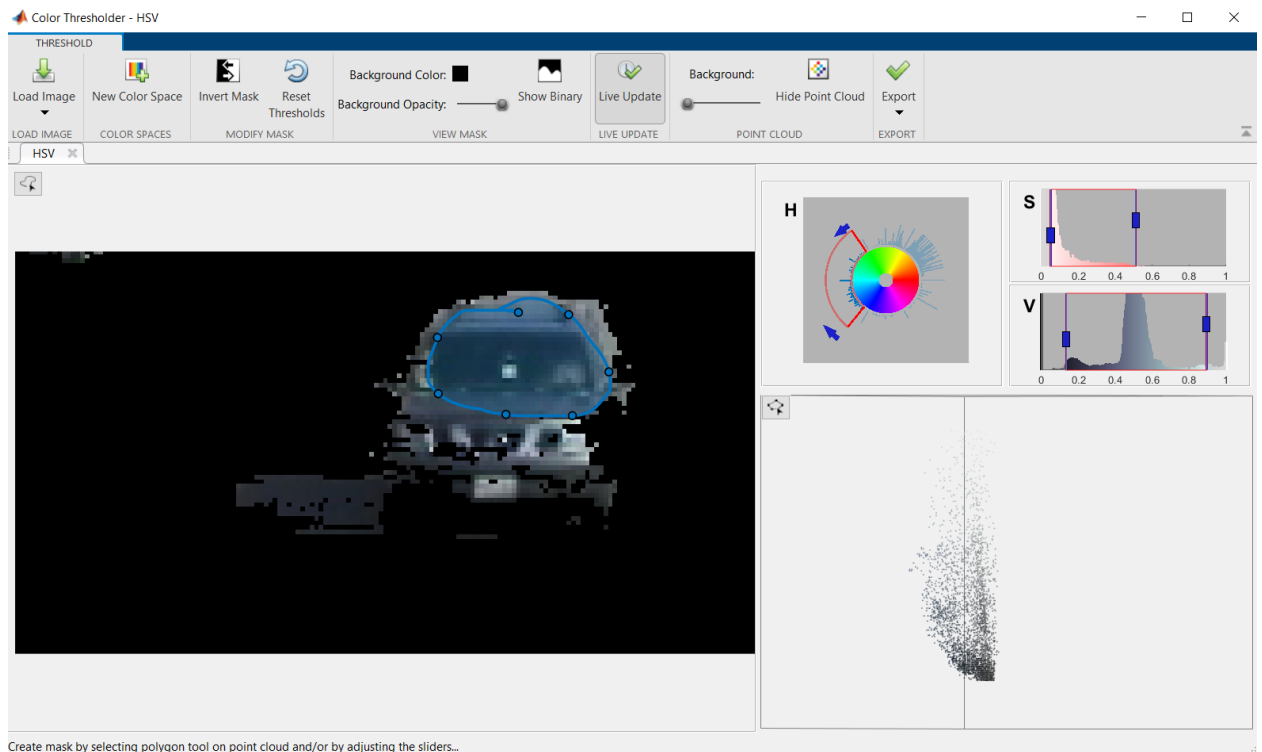 Color Thresholder - HSV
THRESHOLD
Load Image
New Color Space
Invert Mask
Reset
Thresholds
Background Color:
Background Opacity:
Show Binary
Live Update
Background:
Hide Point Cloud
Export
LOAD IMAGE
COLOR SPACES
MODIFY MASK
VIEW MASK
LIVE UPDATE
POINT CLOUD
EXPORT
HSV
H
S
0 0.2 0.4 0.6 0.8 1
V
0 0.2 0.4 0.6 0.8 1
Create mask by selecting polygon tool on point cloud and/or by adjusting the sliders...